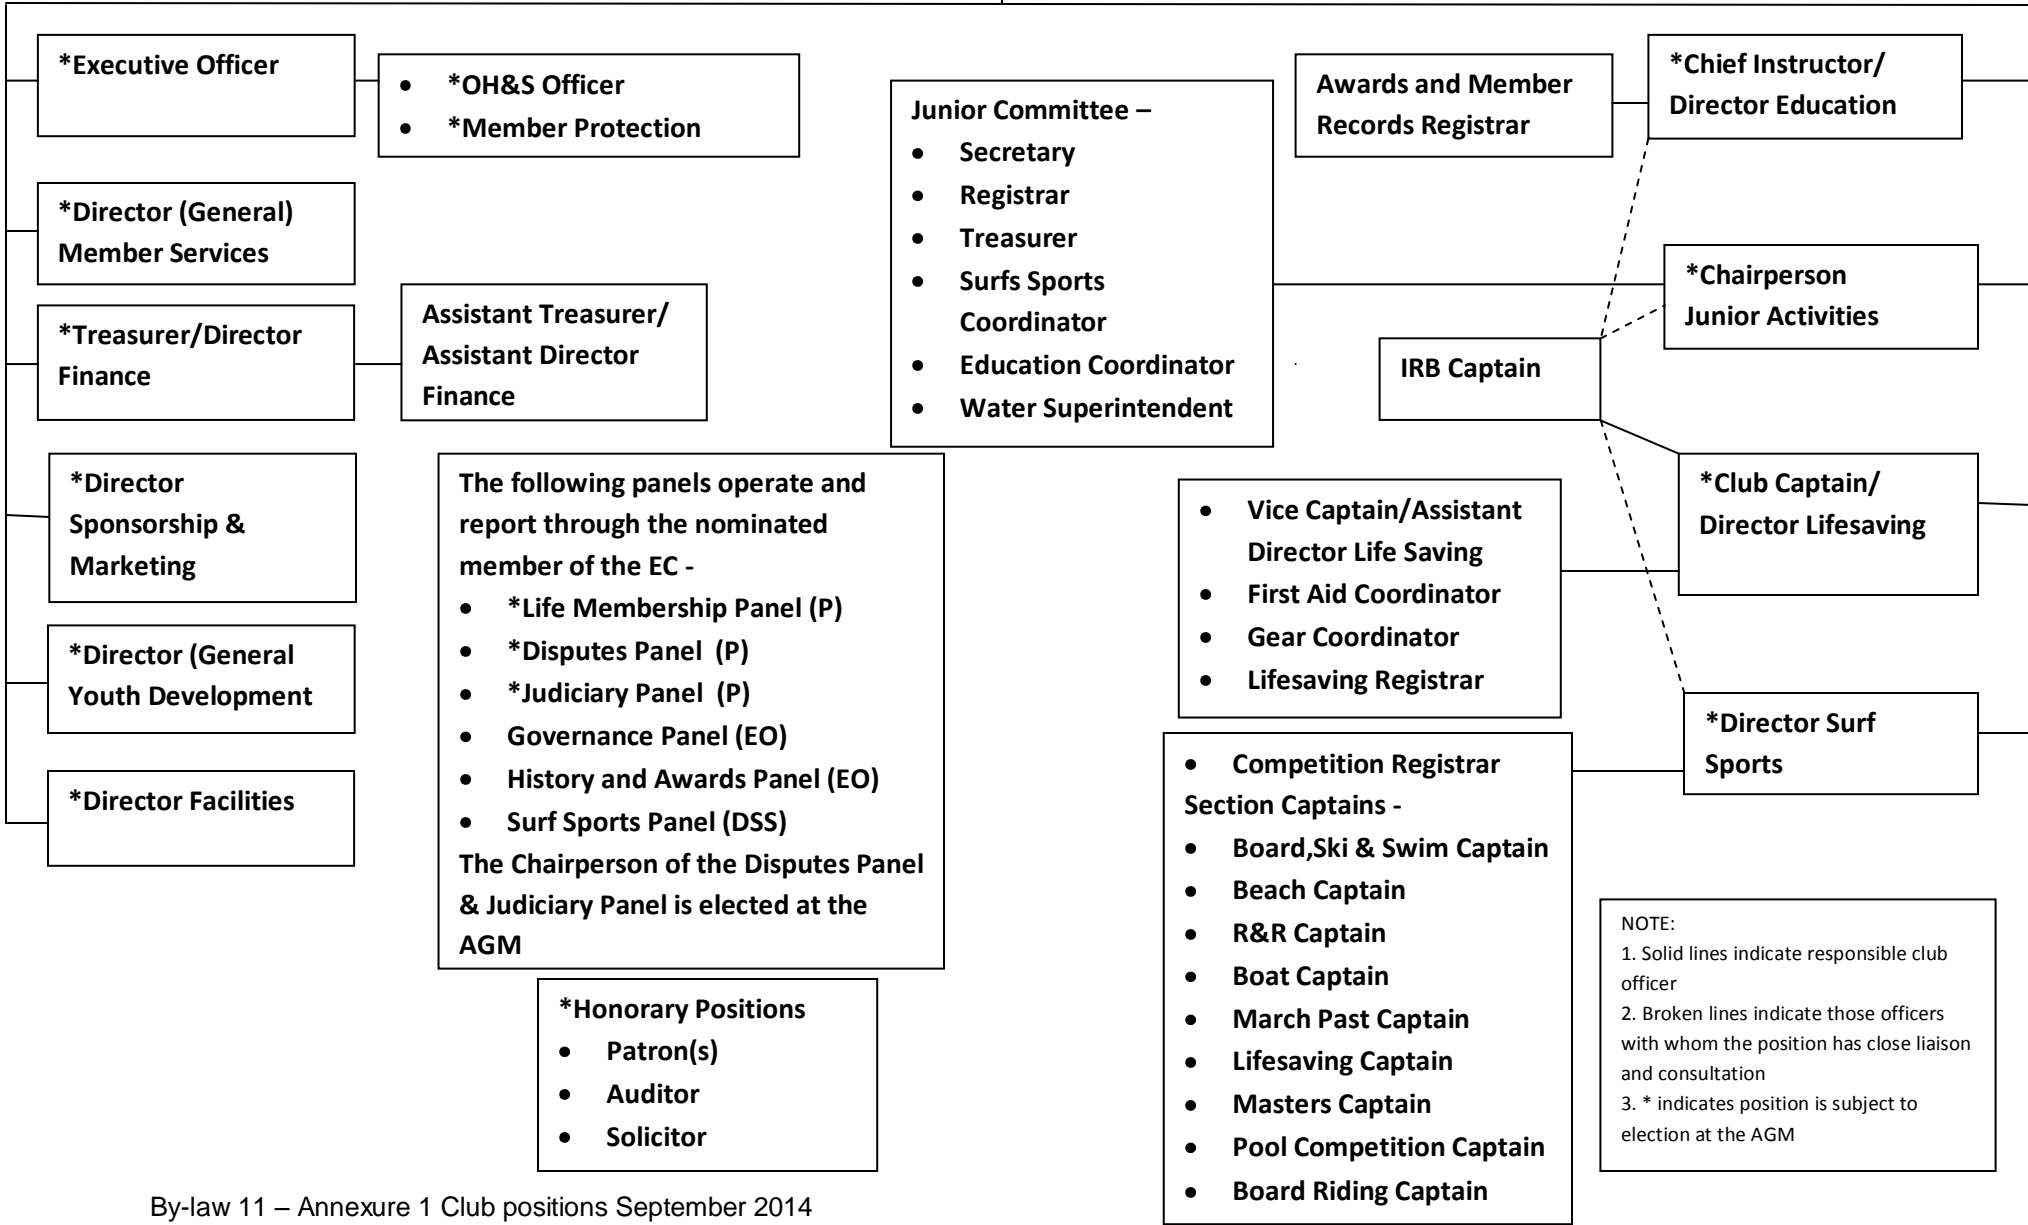 *Executive Officer
• *OH&S Officer
• *Member Protection
*Director (General)
Member Services
*Treasurer/Director
Finance
Assistant Treasurer/
Assistant Director
Finance
*Director
Sponsorship &
Marketing
*Director (General
Youth Development
*Director Facilities
The following panels operate and
report through the nominated
member of the EC -
• *Life Membership Panel (P)
• *Disputes Panel (P)
• *Judiciary Panel (P)
• Governance Panel (EO)
• History and Awards Panel (EO)
• Surf Sports Panel (DSS)
The Chairperson of the Disputes Panel
& Judiciary Panel is elected at the
AGM
*Honorary Positions
• Patron(s)
• Auditor
• Solicitor
Junior Committee –
• Secretary
• Registrar
• Treasurer
• Surfs Sports
Coordinator
• Education Coordinator
• Water Superintendent
Awards and Member
Records Registrar
*Chief Instructor/
Director Education
*Chairperson
Junior Activities
IRB Captain
*Club Captain/
Director Lifesaving
• Vice Captain/Assistant
Director Life Saving
• First Aid Coordinator
• Gear Coordinator
• Lifesaving Registrar
*Director Surf
Sports
• Competition Registrar
Section Captains -
• Board,Ski & Swim Captain
• Beach Captain
• R&R Captain
• Boat Captain
• March Past Captain
• Lifesaving Captain
• Masters Captain
• Pool Competition Captain
• Board Riding Captain
NOTE:
1. Solid lines indicate responsible club
officer
2. Broken lines indicate those officers
with whom the position has close liaison
and consultation
3. * indicates position is subject to
election at the AGM
By-law 11 – Annexure 1 Club positions September 2014